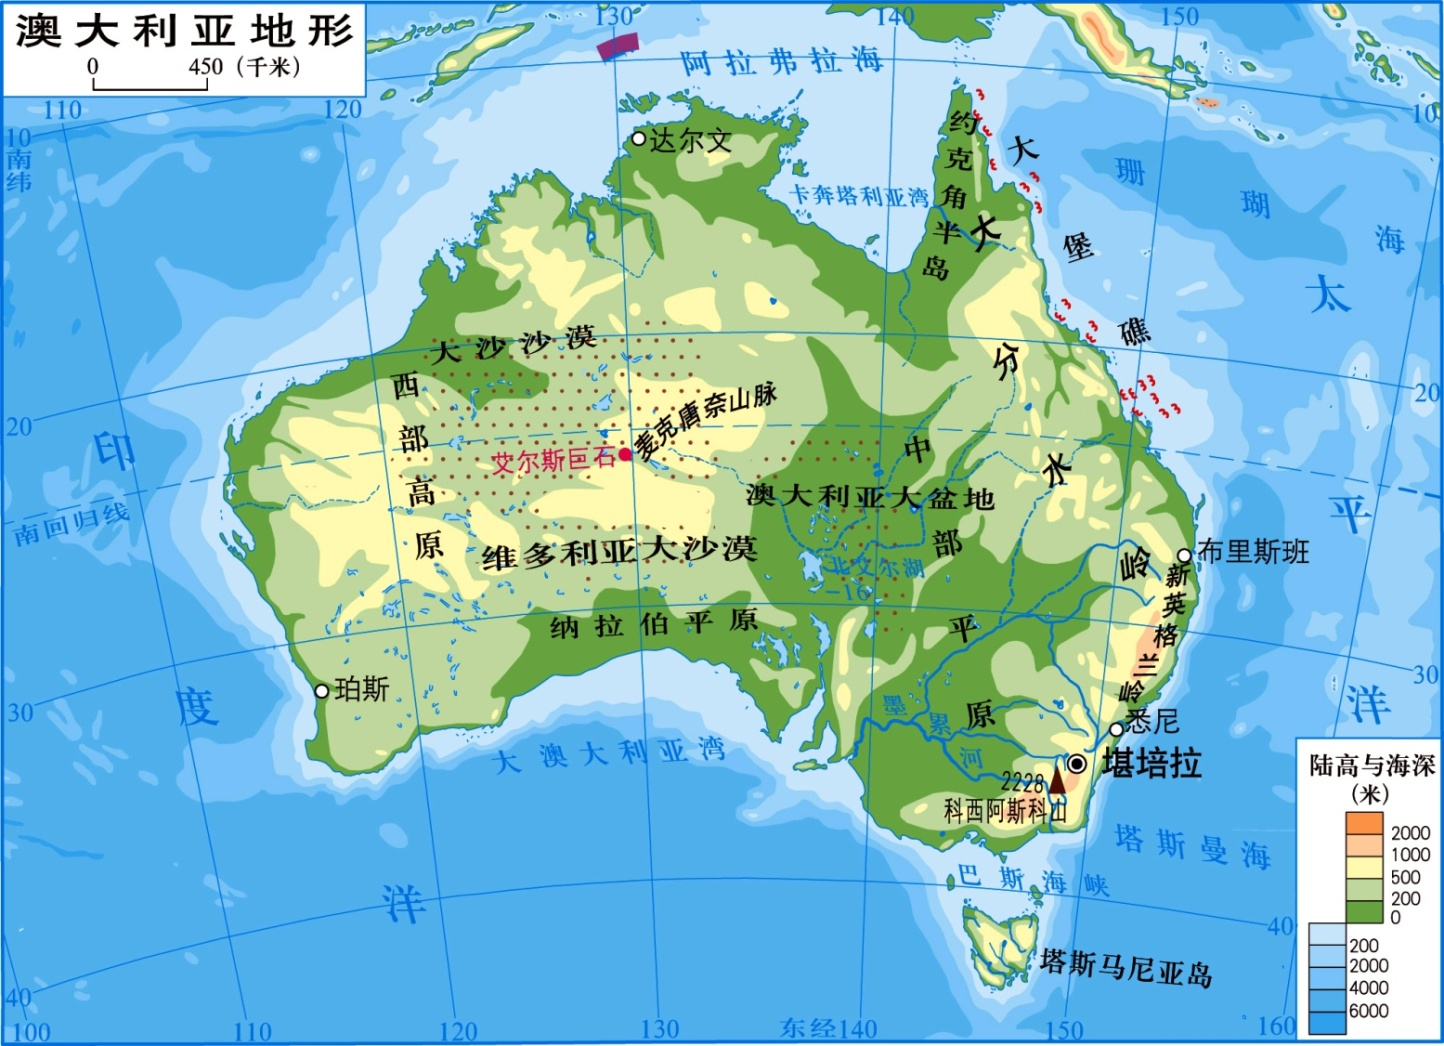 澳大利亚地形
0 450（千米）
130
140
150
110
120
10
南纬
10
阿拉弗拉海
达尔文
卡奔塔利亚湾
约克角半岛
大堡礁
珊瑚海
太平洋
大分水岭
大沙沙漠
西部高原
麦克唐奈山脉
艾尔斯巨石
20
20
印度洋
南回归线
澳大利亚大盆地
中部平原
维多利亚大沙漠
北艾尔湖
-16
布里斯班
新英格兰岭
纳拉伯平原
珀斯
30
30
墨累河
悉尼
堪培拉
大澳大利亚湾
2228
科西阿斯科山
塔斯曼海
巴斯海峡
塔斯马尼亚岛
40
40
100
110
120
130
东经140
150
160
陆高与海深
（米）
2000
1000
500
200
0
200
2000
4000
6000